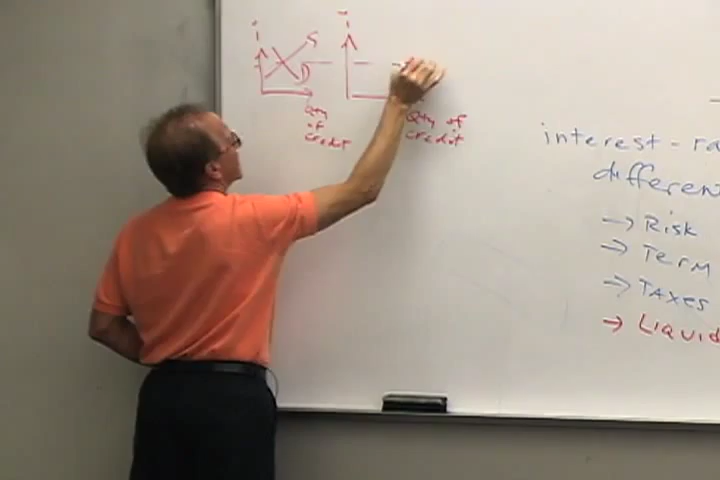 i
S
D
Qty
of
credit
i
Qty of
credit
interest-ra
differen
→ Risk
→ Term
→ Taxes
→ Liquid